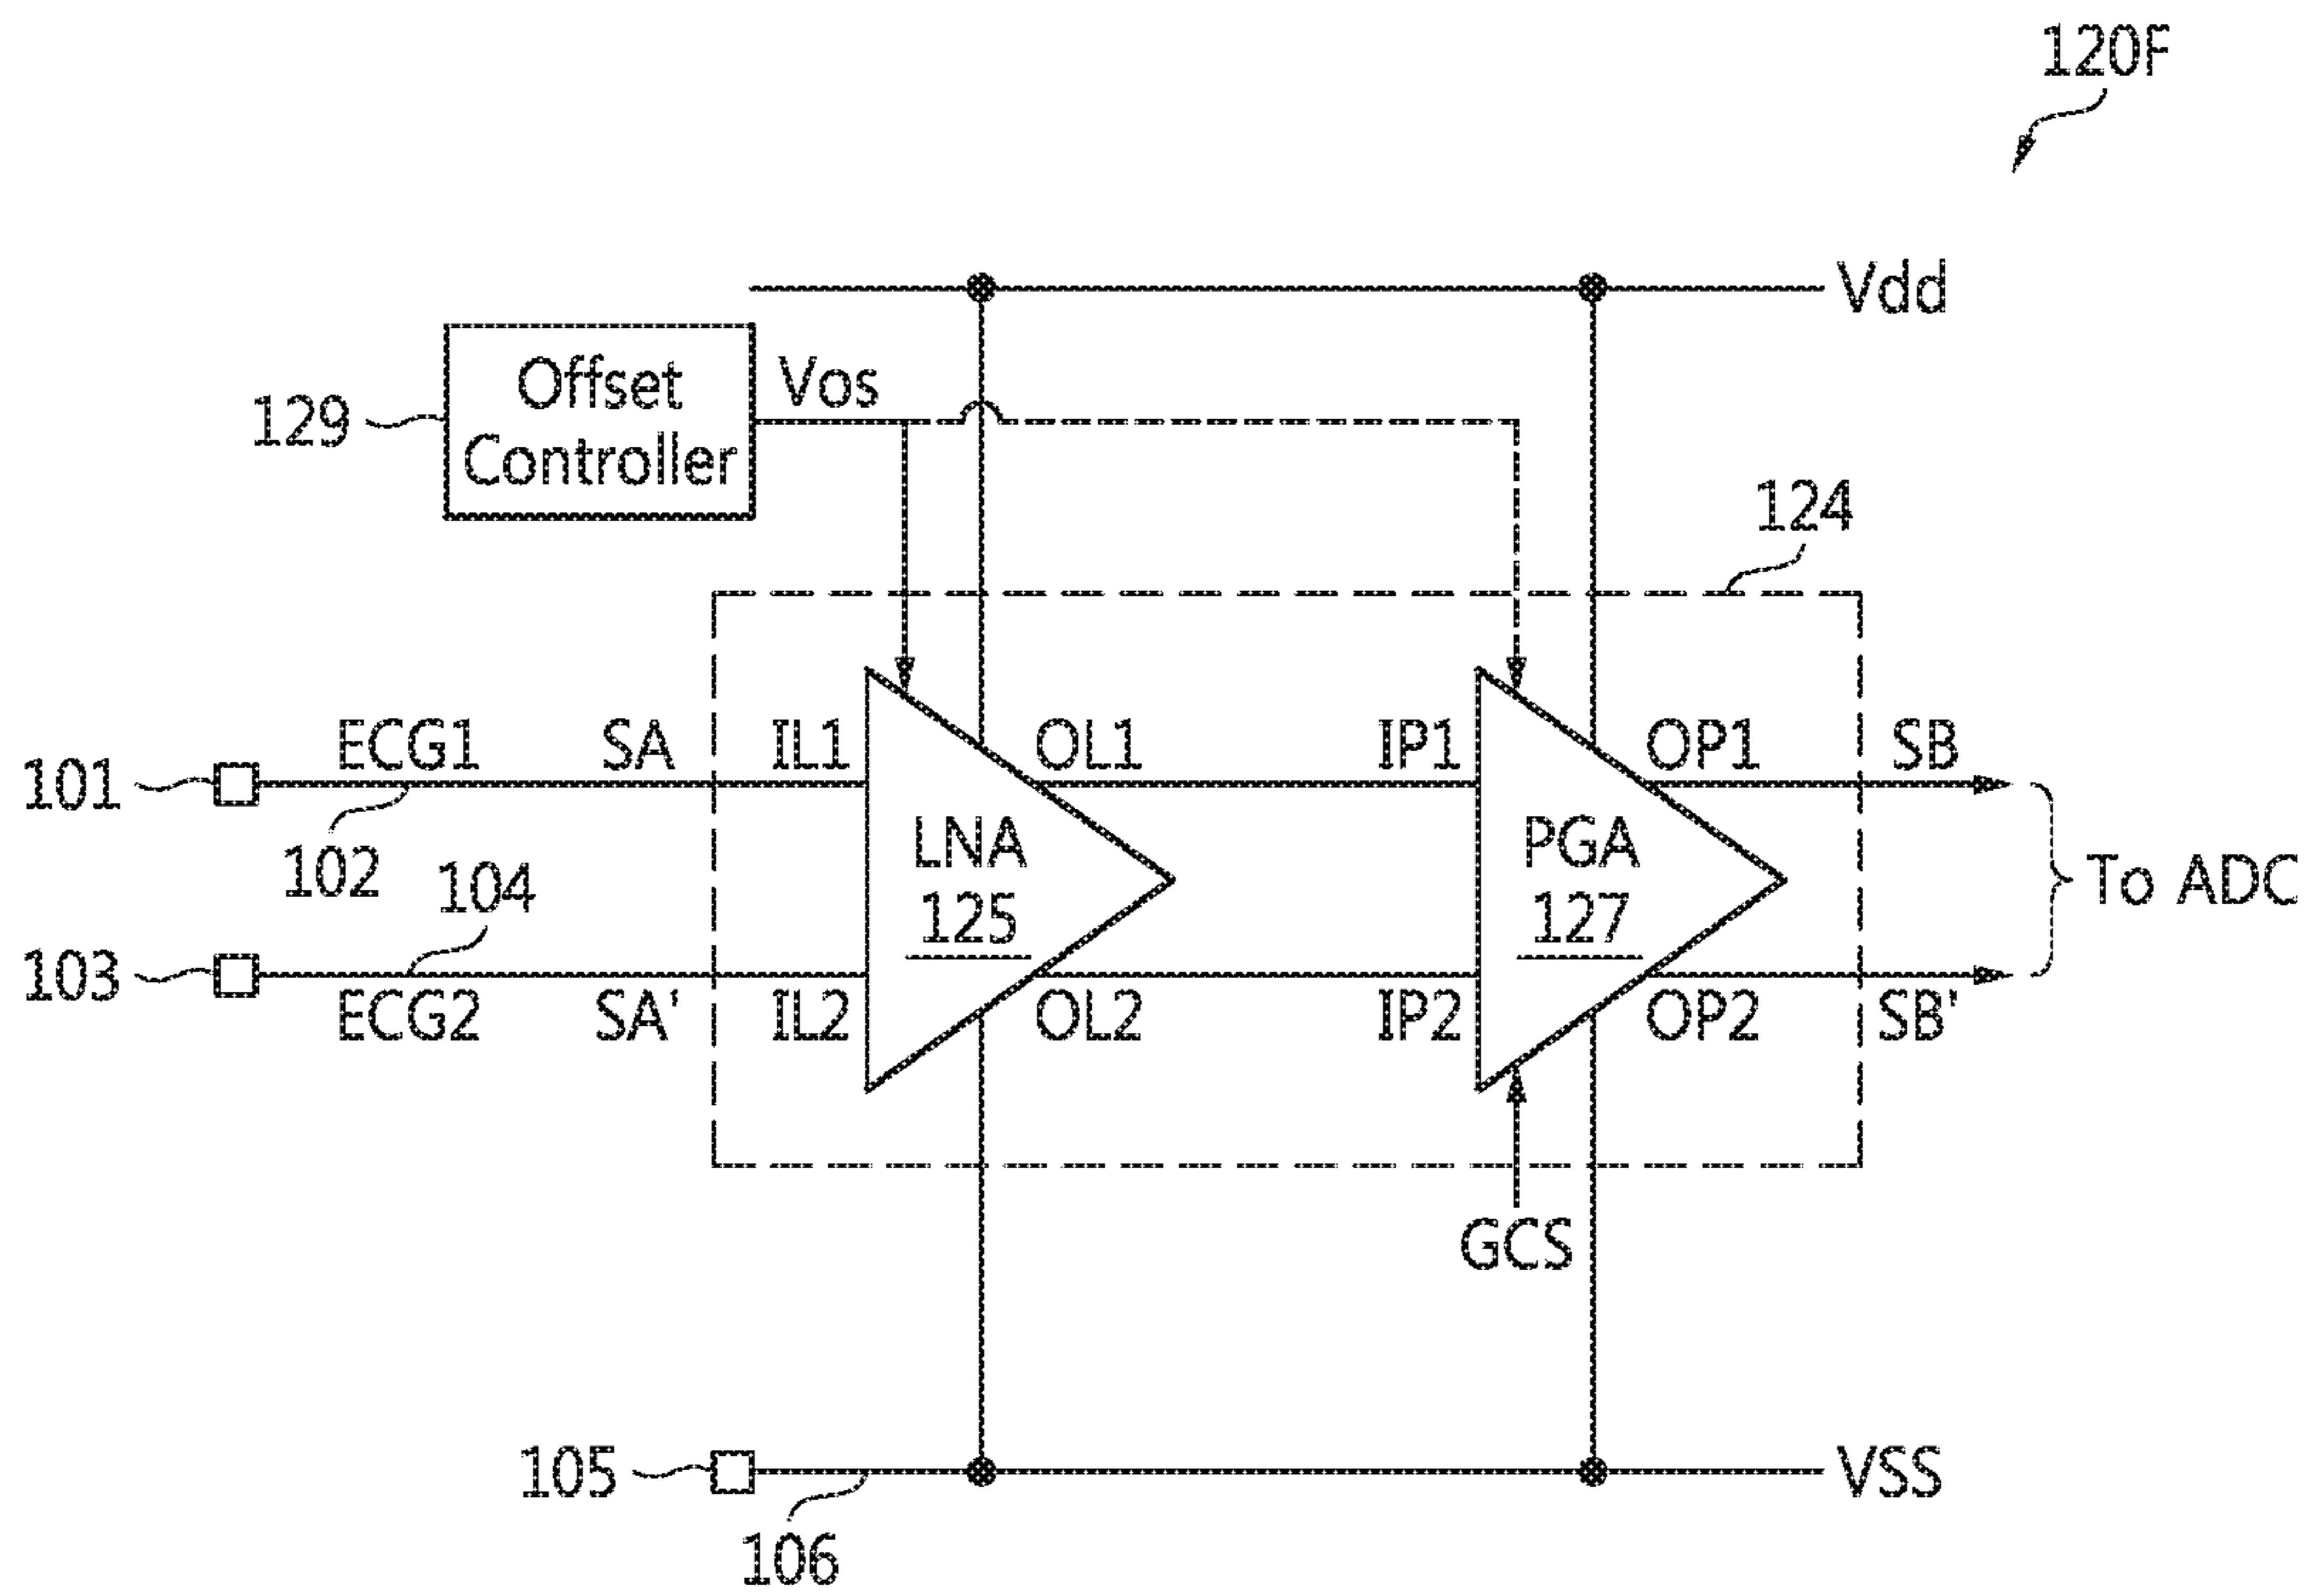 120F
Vdd
Offset
Controller
Vos
129
124
ECG1
SA
IL1
OL1
IP1
OP1
SB
101
102
LNA
125
PGA
127
To ADC
104
103
ECG2
SA'
IL2
OL2
IP2
OP2
SB'
GCS
105
VSS
106